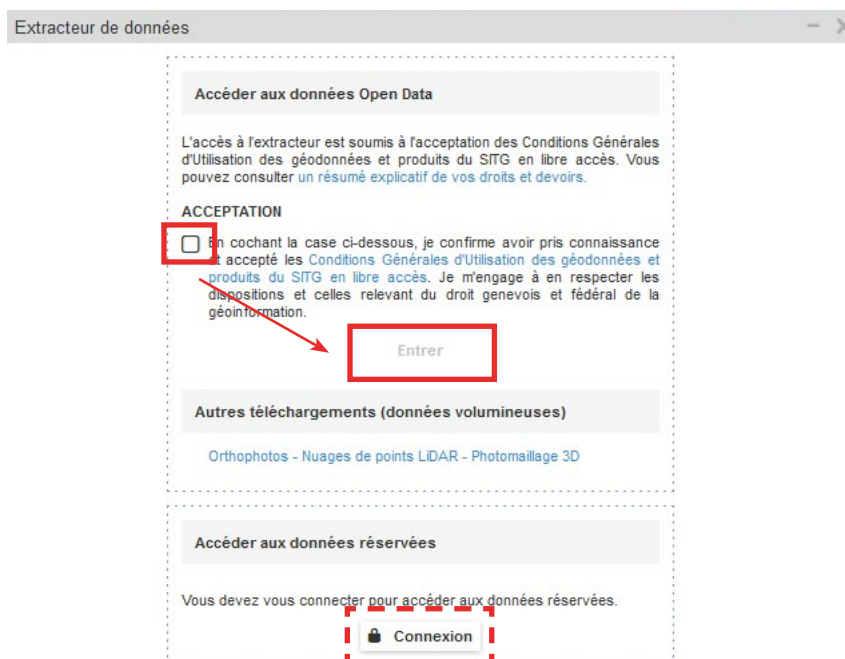 Extracteur de données
Accéder aux données Open Data
L'accès à l'extracteur est soumis à l'acceptation des Conditions Générales
d'Utilisation des géodonnées et produits du SITG en libre accès. Vous
pouvez consulter un résumé explicatif de vos droits et devoirs.
ACCEPTATION
En cochant la case ci-dessous, je confirme avoir pris connaissance
et accepté les Conditions Générales d'Utilisation des géodonnées et
produits du SITG en libre accès. Je m'engage à en respecter les
dispositions et celles relevant du droit genevois et fédéral de la
géoinformation.
Entrer
Autres téléchargements (données volumineuses)
Orthophotos - Nuages de points LiDAR - Photomaillage 3D
Accéder aux données réservées
Vous devez vous connecter pour accéder aux données réservées.
Connexion